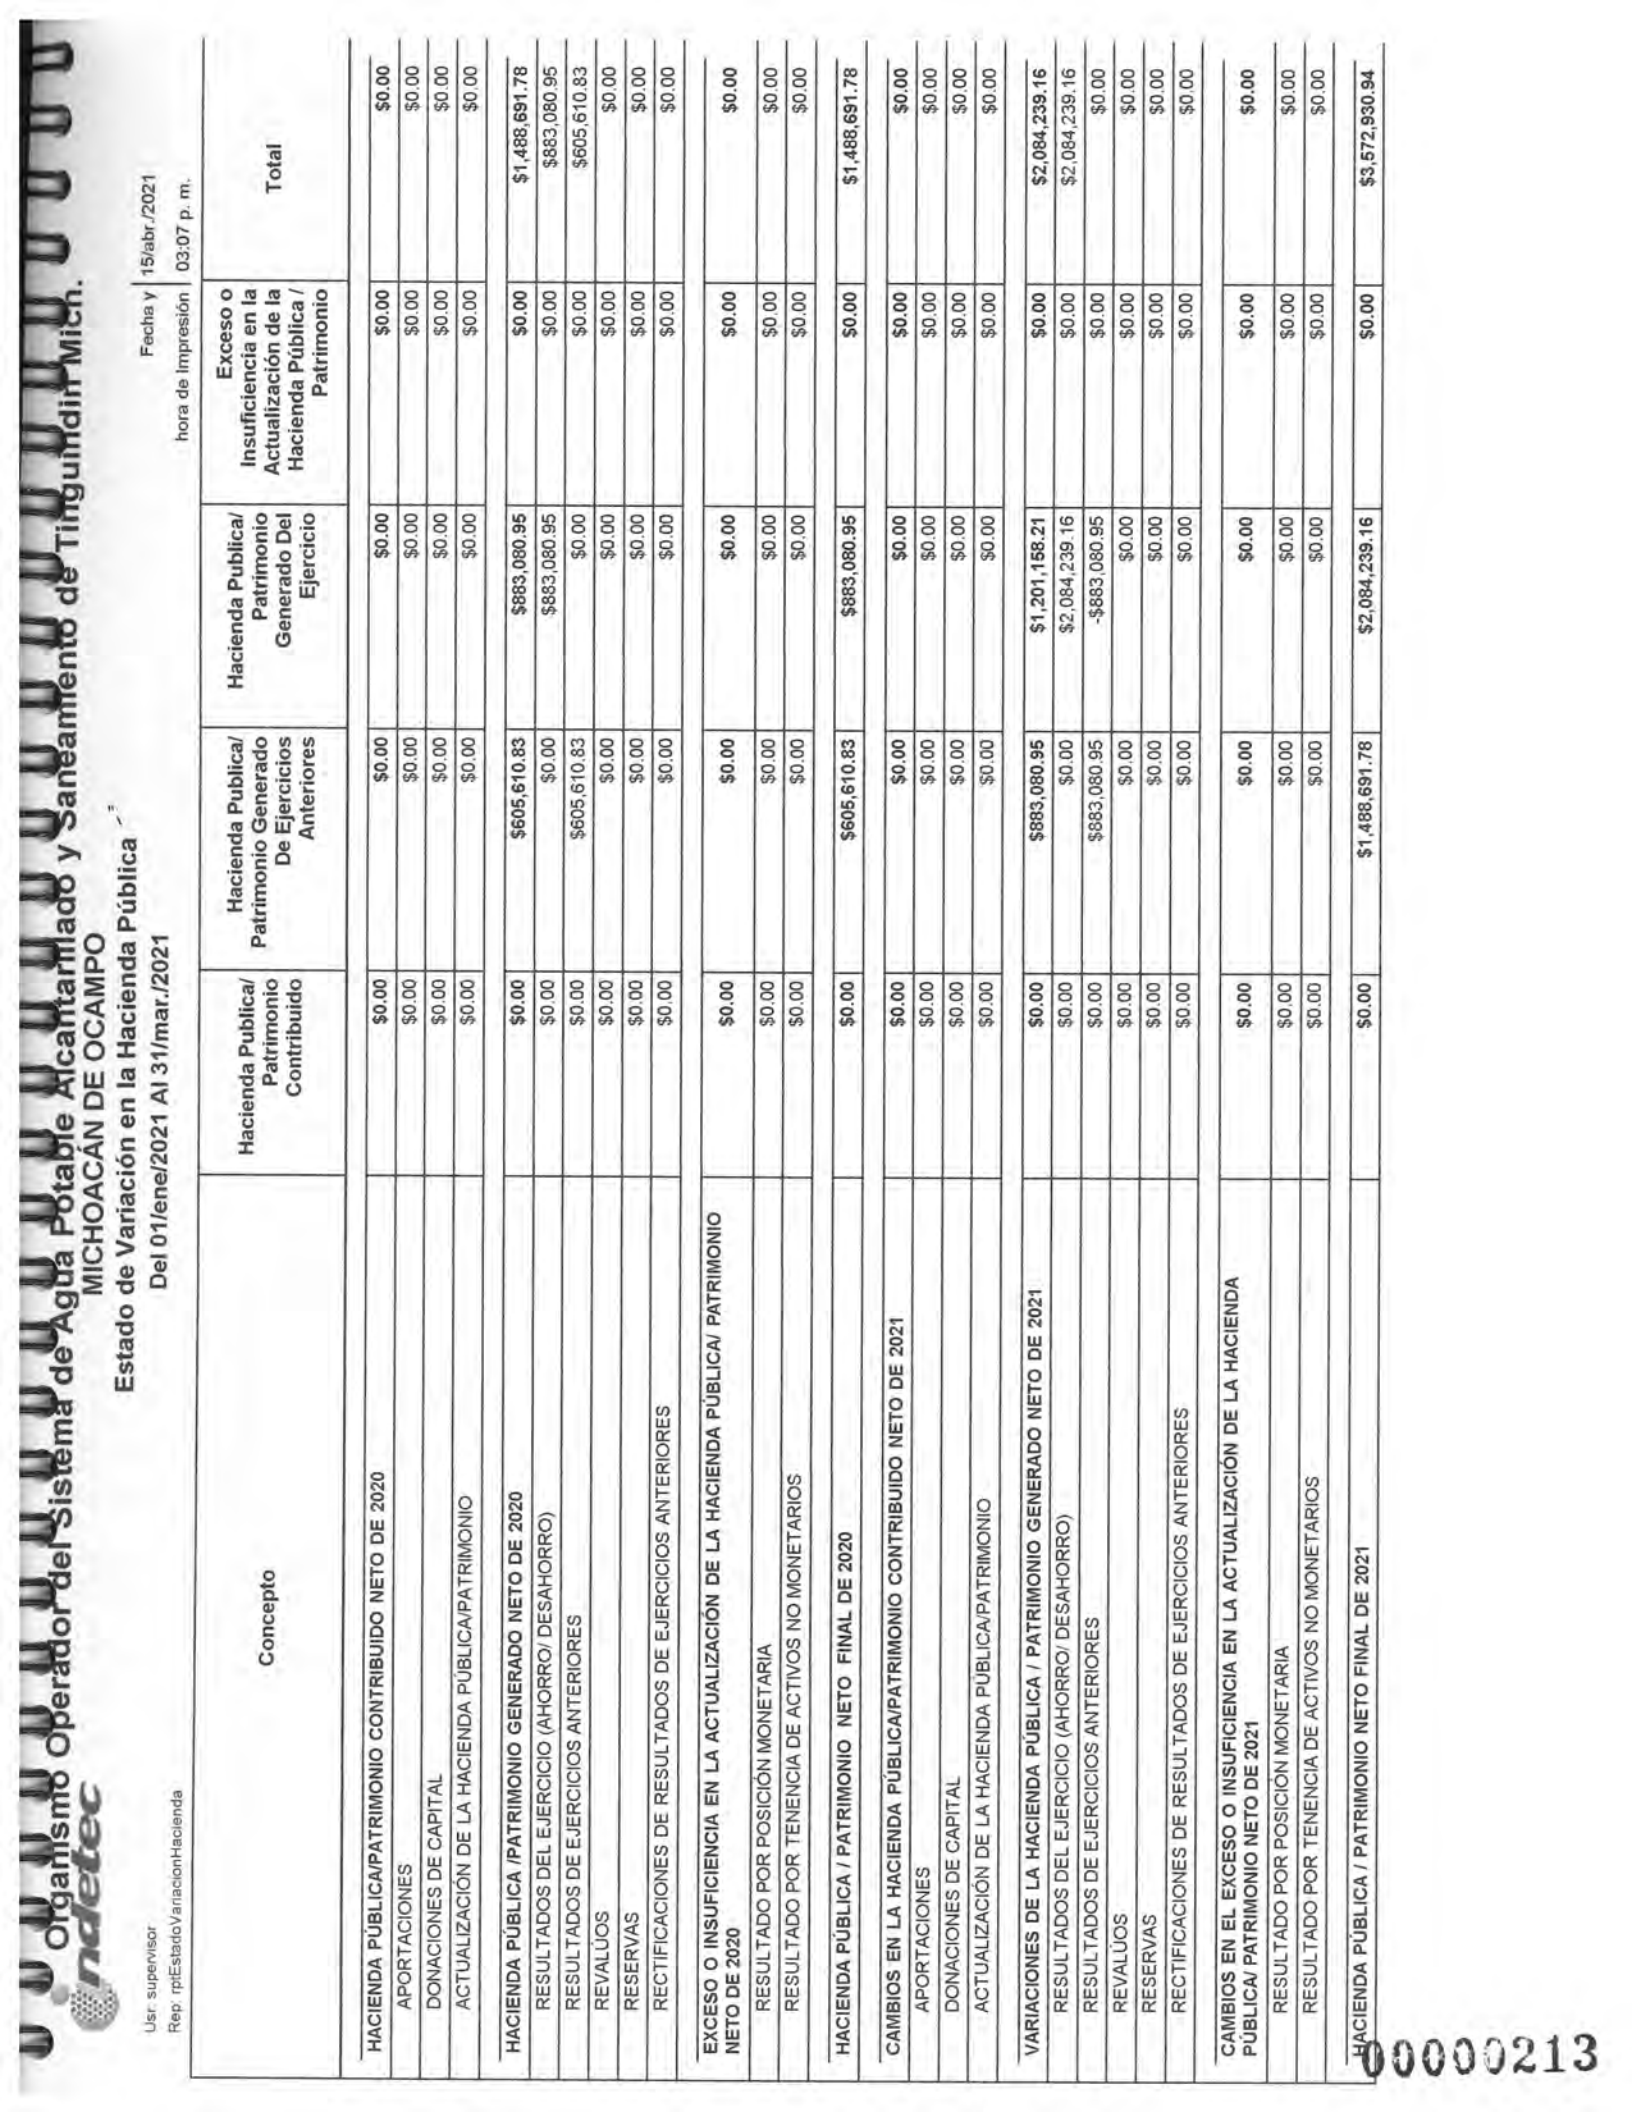 Organismo Operador del Sistema de Agua Potable Alcantarillado y Saneamiento de Tinguindin Mich.
indetec
MICHOACÁN DE OCAMPO
Estado de Variación en la Hacienda Pública
Del 01/ene/2021 Al 31/mar./2021
Usr: supervisor
Rep: rptEstadoVariacionHacienda
Fecha y 15/abr./2021
hora de Impresión 03:07 p. m.
Concepto
Hacienda Publica/ Patrimonio Contribuido
Hacienda Publica/ Patrimonio Generado De Ejercicios Anteriores
Hacienda Publica/ Patrimonio Generado Del Ejercicio
Exceso o Insuficiencia en la Actualización de la Hacienda Pública / Patrimonio
Total
HACIENDA PÚBLICA/PATRIMONIO CONTRIBUIDO NETO DE 2020 $0.00 $0.00 $0.00 $0.00 $0.00
APORTACIONES $0.00 $0.00 $0.00 $0.00 $0.00
DONACIONES DE CAPITAL $0.00 $0.00 $0.00 $0.00 $0.00
ACTUALIZACIÓN DE LA HACIENDA PÚBLICA/PATRIMONIO $0.00 $0.00 $0.00 $0.00 $0.00
HACIENDA PÚBLICA /PATRIMONIO GENERADO NETO DE 2020 $0.00 $605,610.83 $883,080.95 $0.00 $1,488,691.78
RESULTADOS DEL EJERCICIO (AHORRO/ DESAHORRO) $0.00 $0.00 $883,080.95 $0.00 $883,080.95
RESULTADOS DE EJERCICIOS ANTERIORES $0.00 $605,610.83 $0.00 $0.00 $605,610.83
REVALÚOS $0.00 $0.00 $0.00 $0.00 $0.00
RESERVAS $0.00 $0.00 $0.00 $0.00 $0.00
RECTIFICACIONES DE RESULTADOS DE EJERCICIOS ANTERIORES $0.00 $0.00 $0.00 $0.00 $0.00
EXCESO O INSUFICIENCIA EN LA ACTUALIZACIÓN DE LA HACIENDA PÚBLICA/ PATRIMONIO
NETO DE 2020 $0.00 $0.00 $0.00 $0.00 $0.00
RESULTADO POR POSICIÓN MONETARIA $0.00 $0.00 $0.00 $0.00 $0.00
RESULTADO POR TENENCIA DE ACTIVOS NO MONETARIOS $0.00 $0.00 $0.00 $0.00 $0.00
HACIENDA PÚBLICA / PATRIMONIO NETO FINAL DE 2020 $0.00 $605,610.83 $883,080.95 $0.00 $1,488,691.78
CAMBIOS EN LA HACIENDA PÚBLICA/PATRIMONIO CONTRIBUIDO NETO DE 2021 $0.00 $0.00 $0.00 $0.00 $0.00
APORTACIONES $0.00 $0.00 $0.00 $0.00 $0.00
DONACIONES DE CAPITAL $0.00 $0.00 $0.00 $0.00 $0.00
ACTUALIZACIÓN DE LA HACIENDA PÚBLICA/PATRIMONIO $0.00 $0.00 $0.00 $0.00 $0.00
VARIACIONES DE LA HACIENDA PÚBLICA / PATRIMONIO GENERADO NETO DE 2021 $0.00 $883,080.95 $1,201,158.21 $0.00 $2,084,239.16
RESULTADOS DEL EJERCICIO (AHORRO/ DESAHORRO) $0.00 $0.00 $2,084,239.16 $0.00 $2,084,239.16
RESULTADOS DE EJERCICIOS ANTERIORES $0.00 $883,080.95 -$883,080.95 $0.00 $0.00
REVALÚOS $0.00 $0.00 $0.00 $0.00 $0.00
RESERVAS $0.00 $0.00 $0.00 $0.00 $0.00
RECTIFICACIONES DE RESULTADOS DE EJERCICIOS ANTERIORES $0.00 $0.00 $0.00 $0.00 $0.00
CAMBIOS EN EL EXCESO O INSUFICIENCIA EN LA ACTUALIZACIÓN DE LA HACIENDA
PÚBLICA/ PATRIMONIO NETO DE 2021 $0.00 $0.00 $0.00 $0.00 $0.00
RESULTADO POR POSICIÓN MONETARIA $0.00 $0.00 $0.00 $0.00 $0.00
RESULTADO POR TENENCIA DE ACTIVOS NO MONETARIOS $0.00 $0.00 $0.00 $0.00 $0.00
HACIENDA PÚBLICA / PATRIMONIO NETO FINAL DE 2021 $0.00 $1,488,691.78 $2,084,239.16 $0.00 $3,572,930.94
00000213